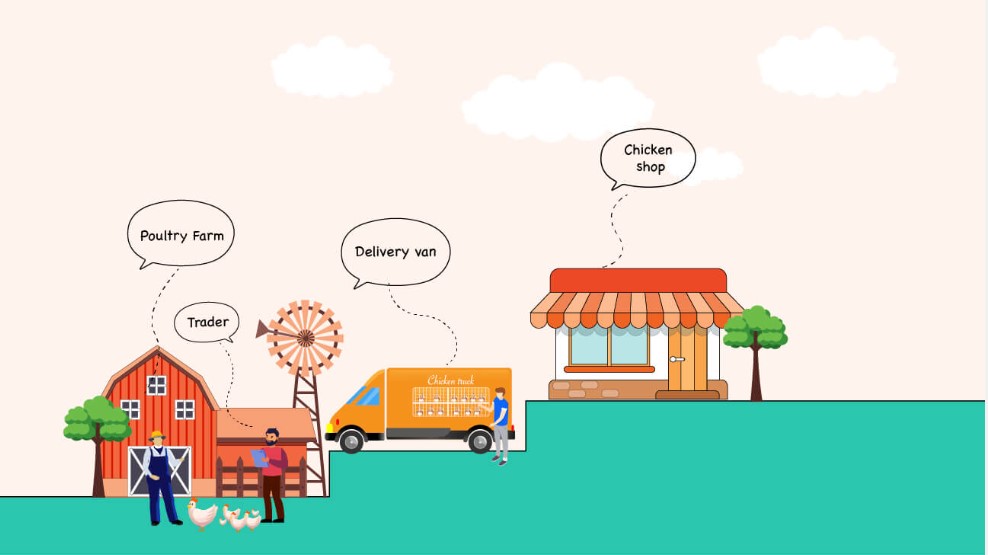 Chicken
shop
Poultry Farm
Delivery van
Trader
Chicken truck